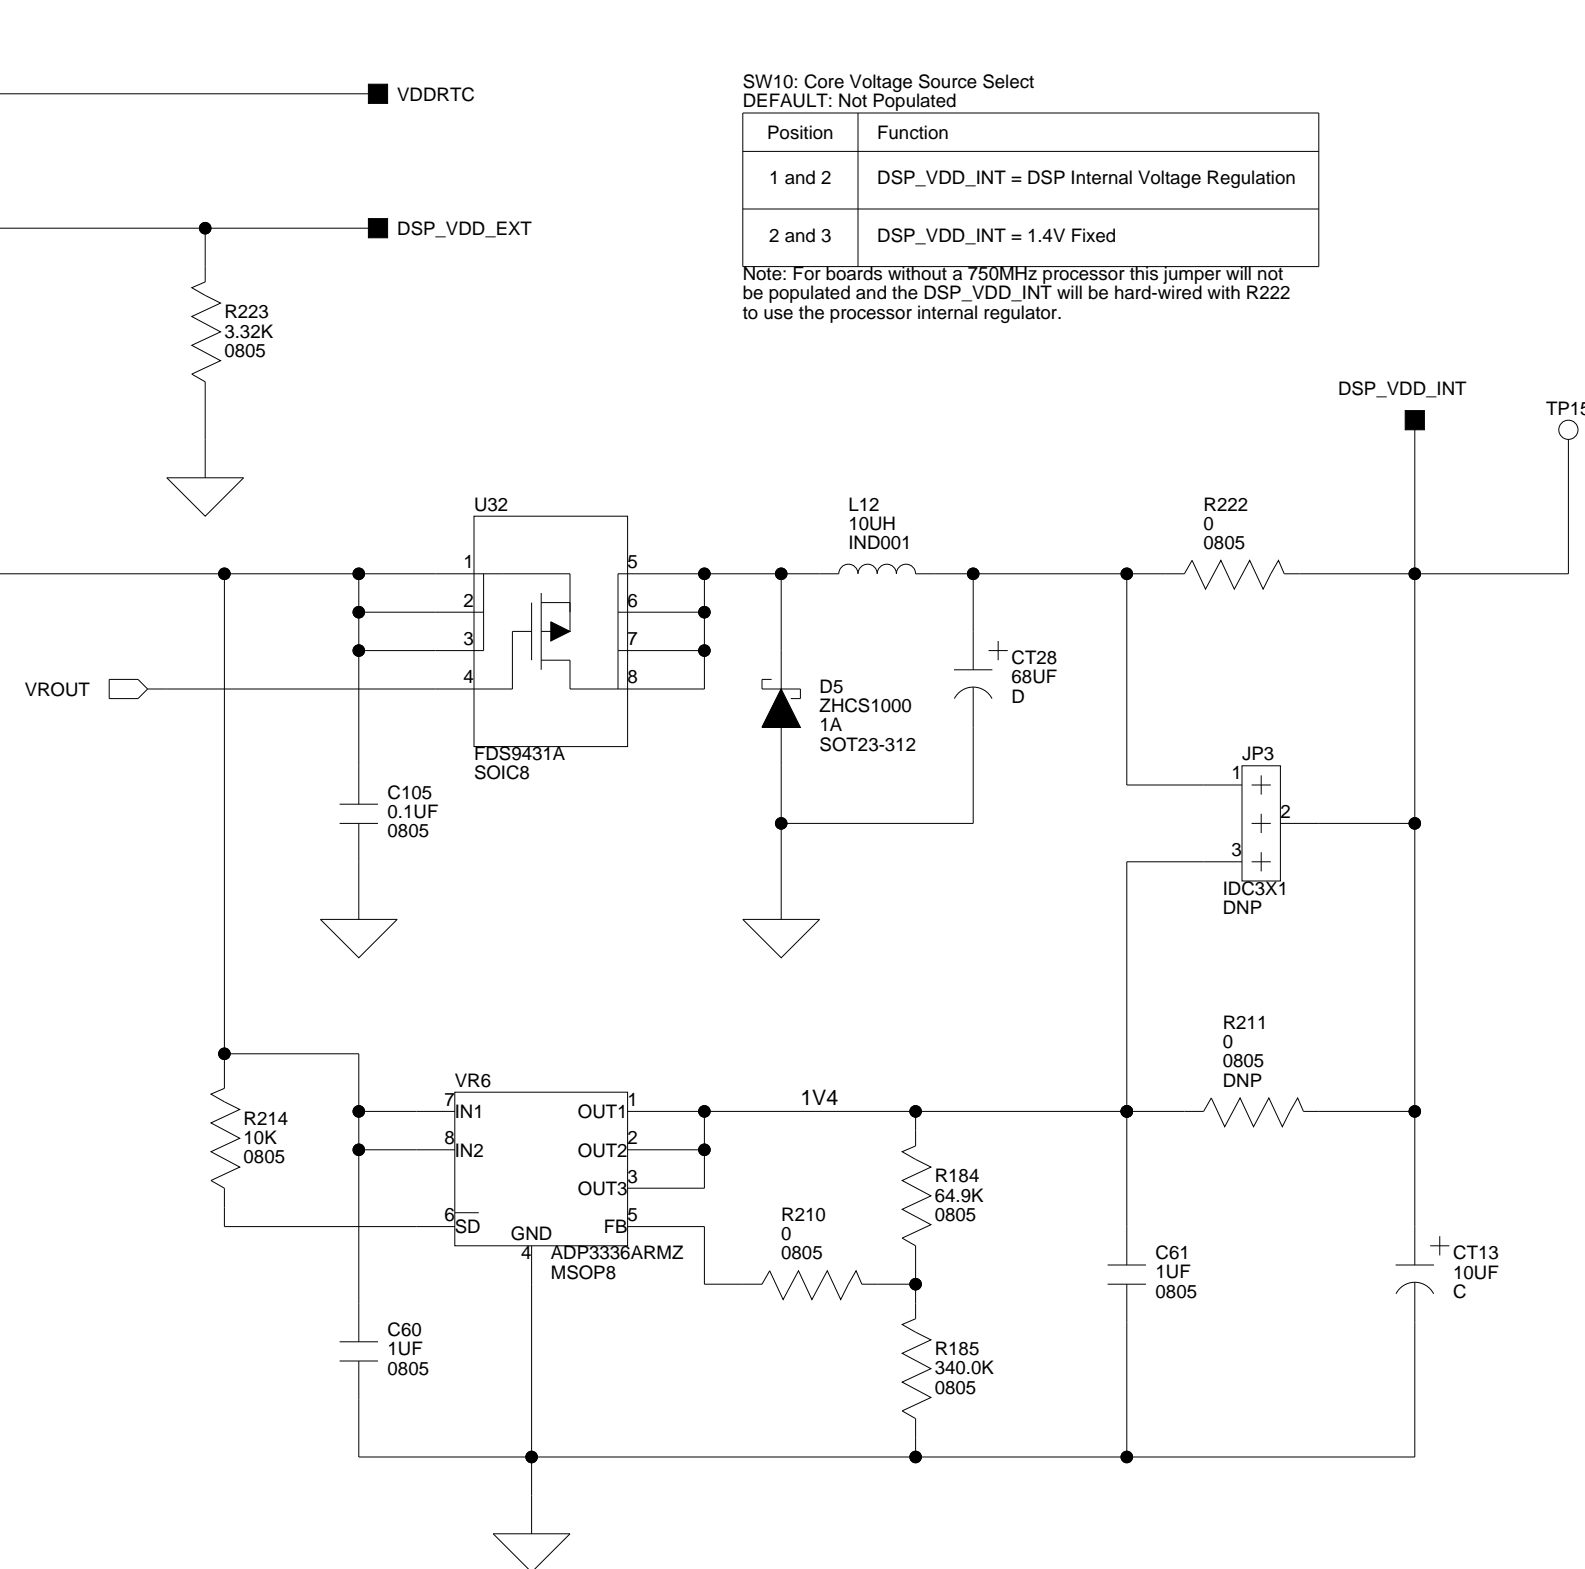 VDDRTC
SW10: Core Voltage Source Select
DEFAULT: Not Populated
Position Function
1 and 2 DSP_VDD_INT = DSP Internal Voltage Regulation
2 and 3 DSP_VDD_INT = 1.4V Fixed
Note: For boards without a 750MHz processor this jumper will not
be populated and the DSP_VDD_INT will be hard-wired with R222
to use the processor internal regulator.
DSP_VDD_EXT
R223
3.32K
0805
DSP_VDD_INT
TP15
U32
1
2
3
4
5
6
7
8
FDS9431A
SOIC8
VROUT
L12
10UH
IND001
R222
0
0805
D5
ZHCS1000
1A
SOT23-312
CT28
68UF
D
C105
0.1UF
0805
JP3
1
2
3
IDC3X1
DNP
R211
0
0805
DNP
R214
10K
0805
VR6
7 IN1
8 IN2
6 SD
GND
4
OUT1 1
OUT2 2
OUT3 3
FB 5
ADP3336ARMZ
MSOP8
1V4
R184
64.9K
0805
R210
0
0805
R185
340.0K
0805
C61
1UF
0805
CT13
10UF
C
C60
1UF
0805